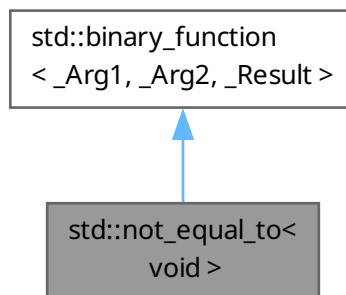 std::binary_function
< _Arg1, _Arg2, _Result >
std::not_equal_to<
void >